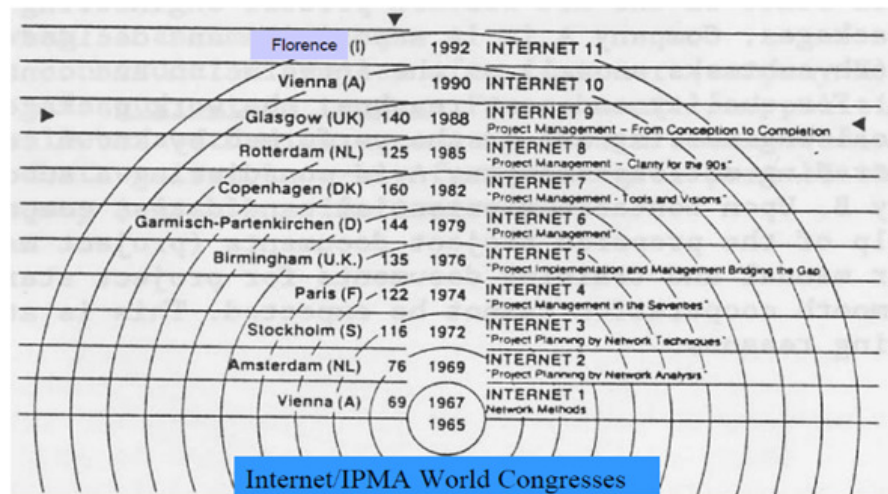 Florence (I) 1992 INTERNET 11
Vienna (A) 1990 INTERNET 10
Glasgow (UK) 140 1988 INTERNET 9
Project Management – From Conception to Completion
Rotterdam (NL) 125 1985 INTERNET 8
"Project Management – Clarity for the 90s"
Copenhagen (DK) 160 1982 INTERNET 7
"Project Management - Tools and Visions"
Garmisch-Partenkirchen (D) 144 1979 INTERNET 6
"Project Management"
Birmingham (U.K.) 135 1976 INTERNET 5
"Project Implementation and Management Bridging the Gap
Paris (F) 122 1974 INTERNET 4
"Project Management in the Seventies"
Stockholm (S) 116 1972 INTERNET 3
"Project Planning by Network Techniques"
Amsterdam (NL) 76 1969 INTERNET 2
"Project Planning by Network Analysis"
Vienna (A) 69 1967 INTERNET 1
Network Methods
1965
Internet/IPMA World Congresses